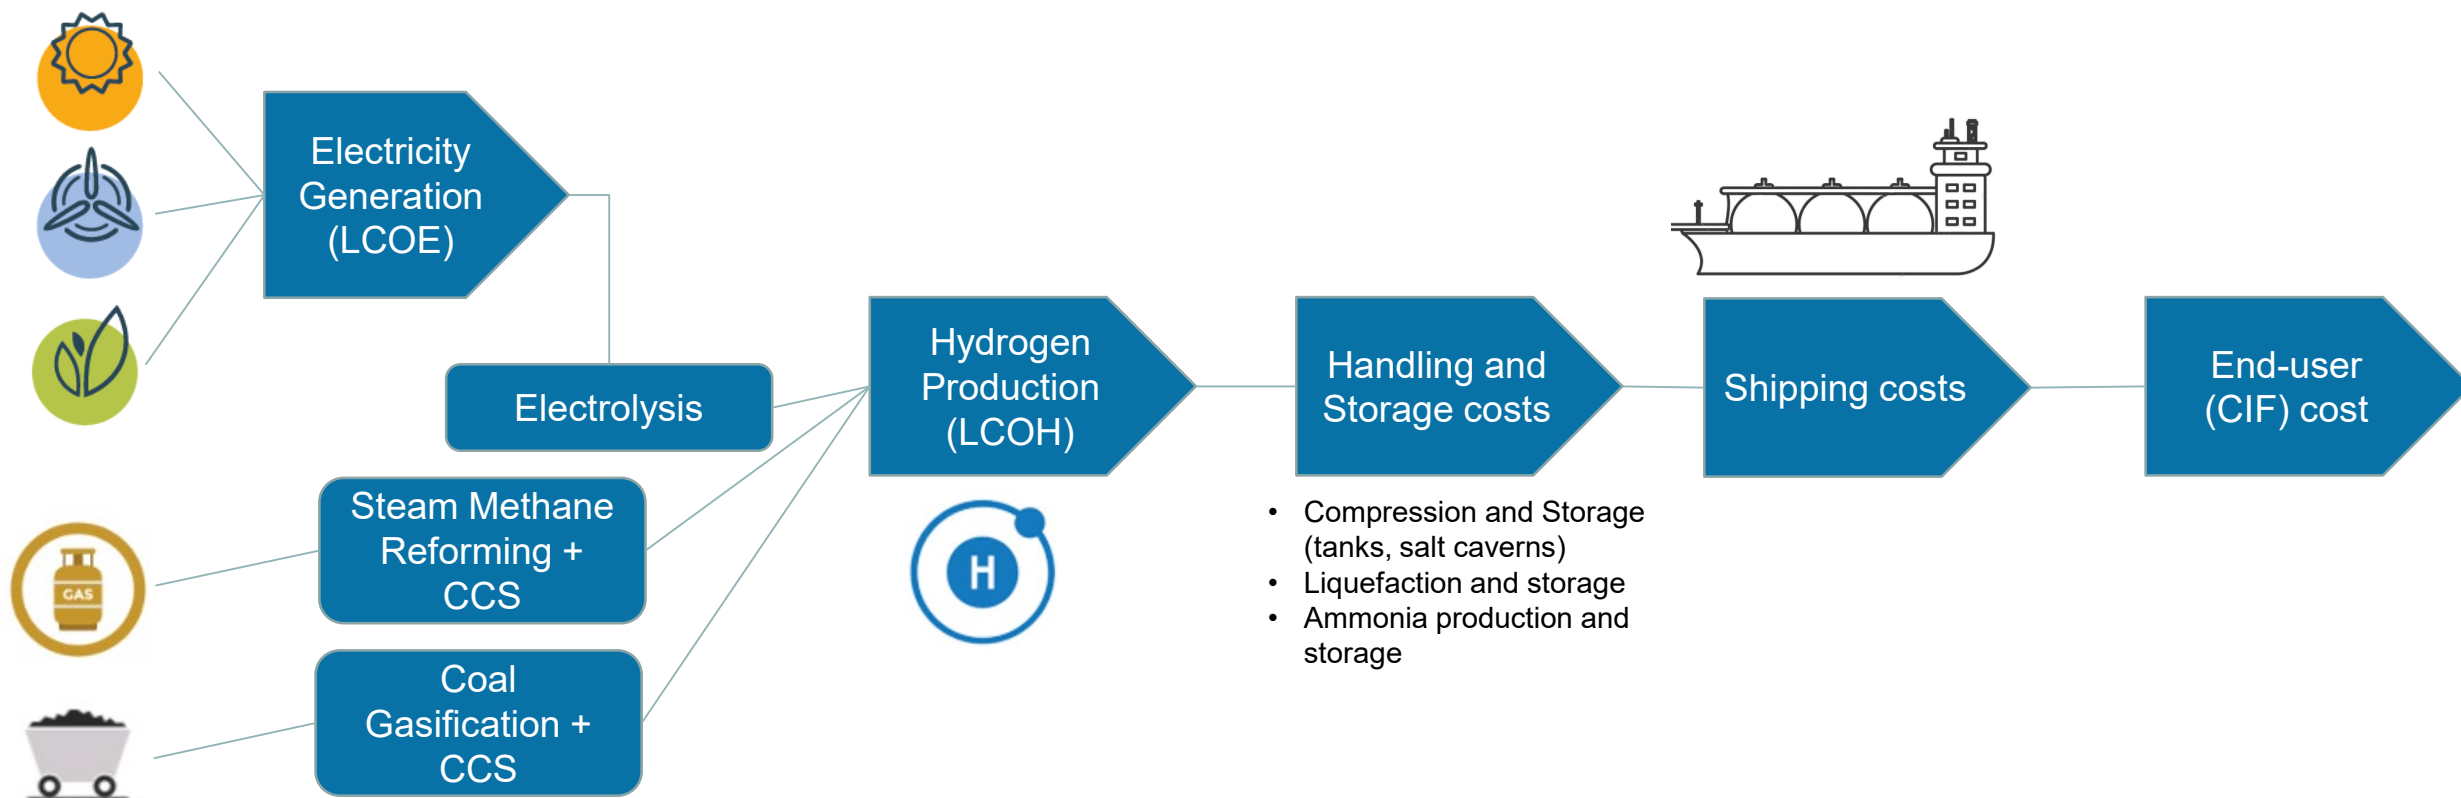 Electricity
Generation
(LCOE)
Electrolysis
Steam Methane
Reforming +
CCS
GAS
Coal
Gasification +
CCS
Hydrogen
Production
(LCOH)
H
Handling and
Storage costs
• Compression and Storage
(tanks, salt caverns)
• Liquefaction and storage
• Ammonia production and
storage
Shipping costs
End-user
(CIF) cost